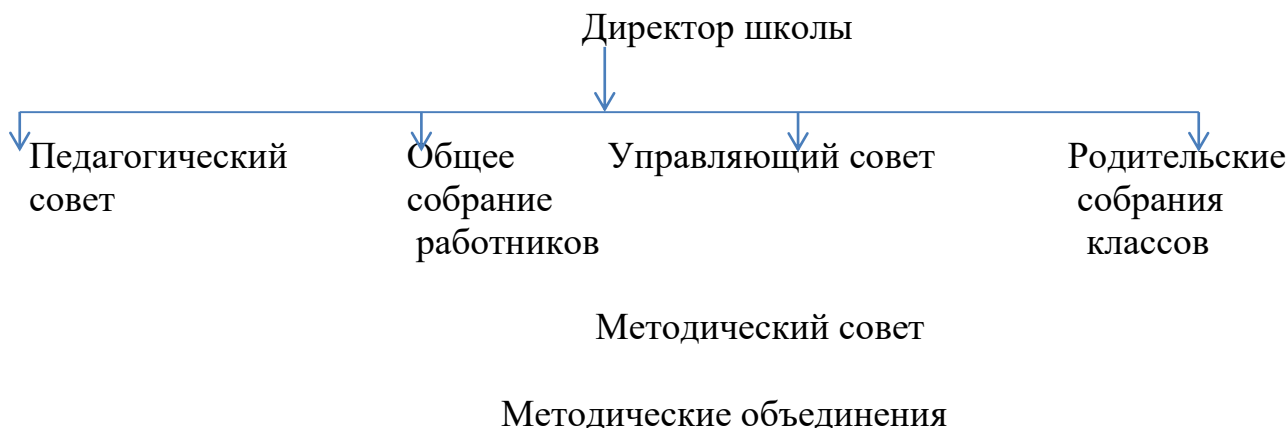 Директор школы
Педагогический совет
Общее собрание работников
Управляющий совет
Родительские собрания классов
Методический совет
Методические объединения